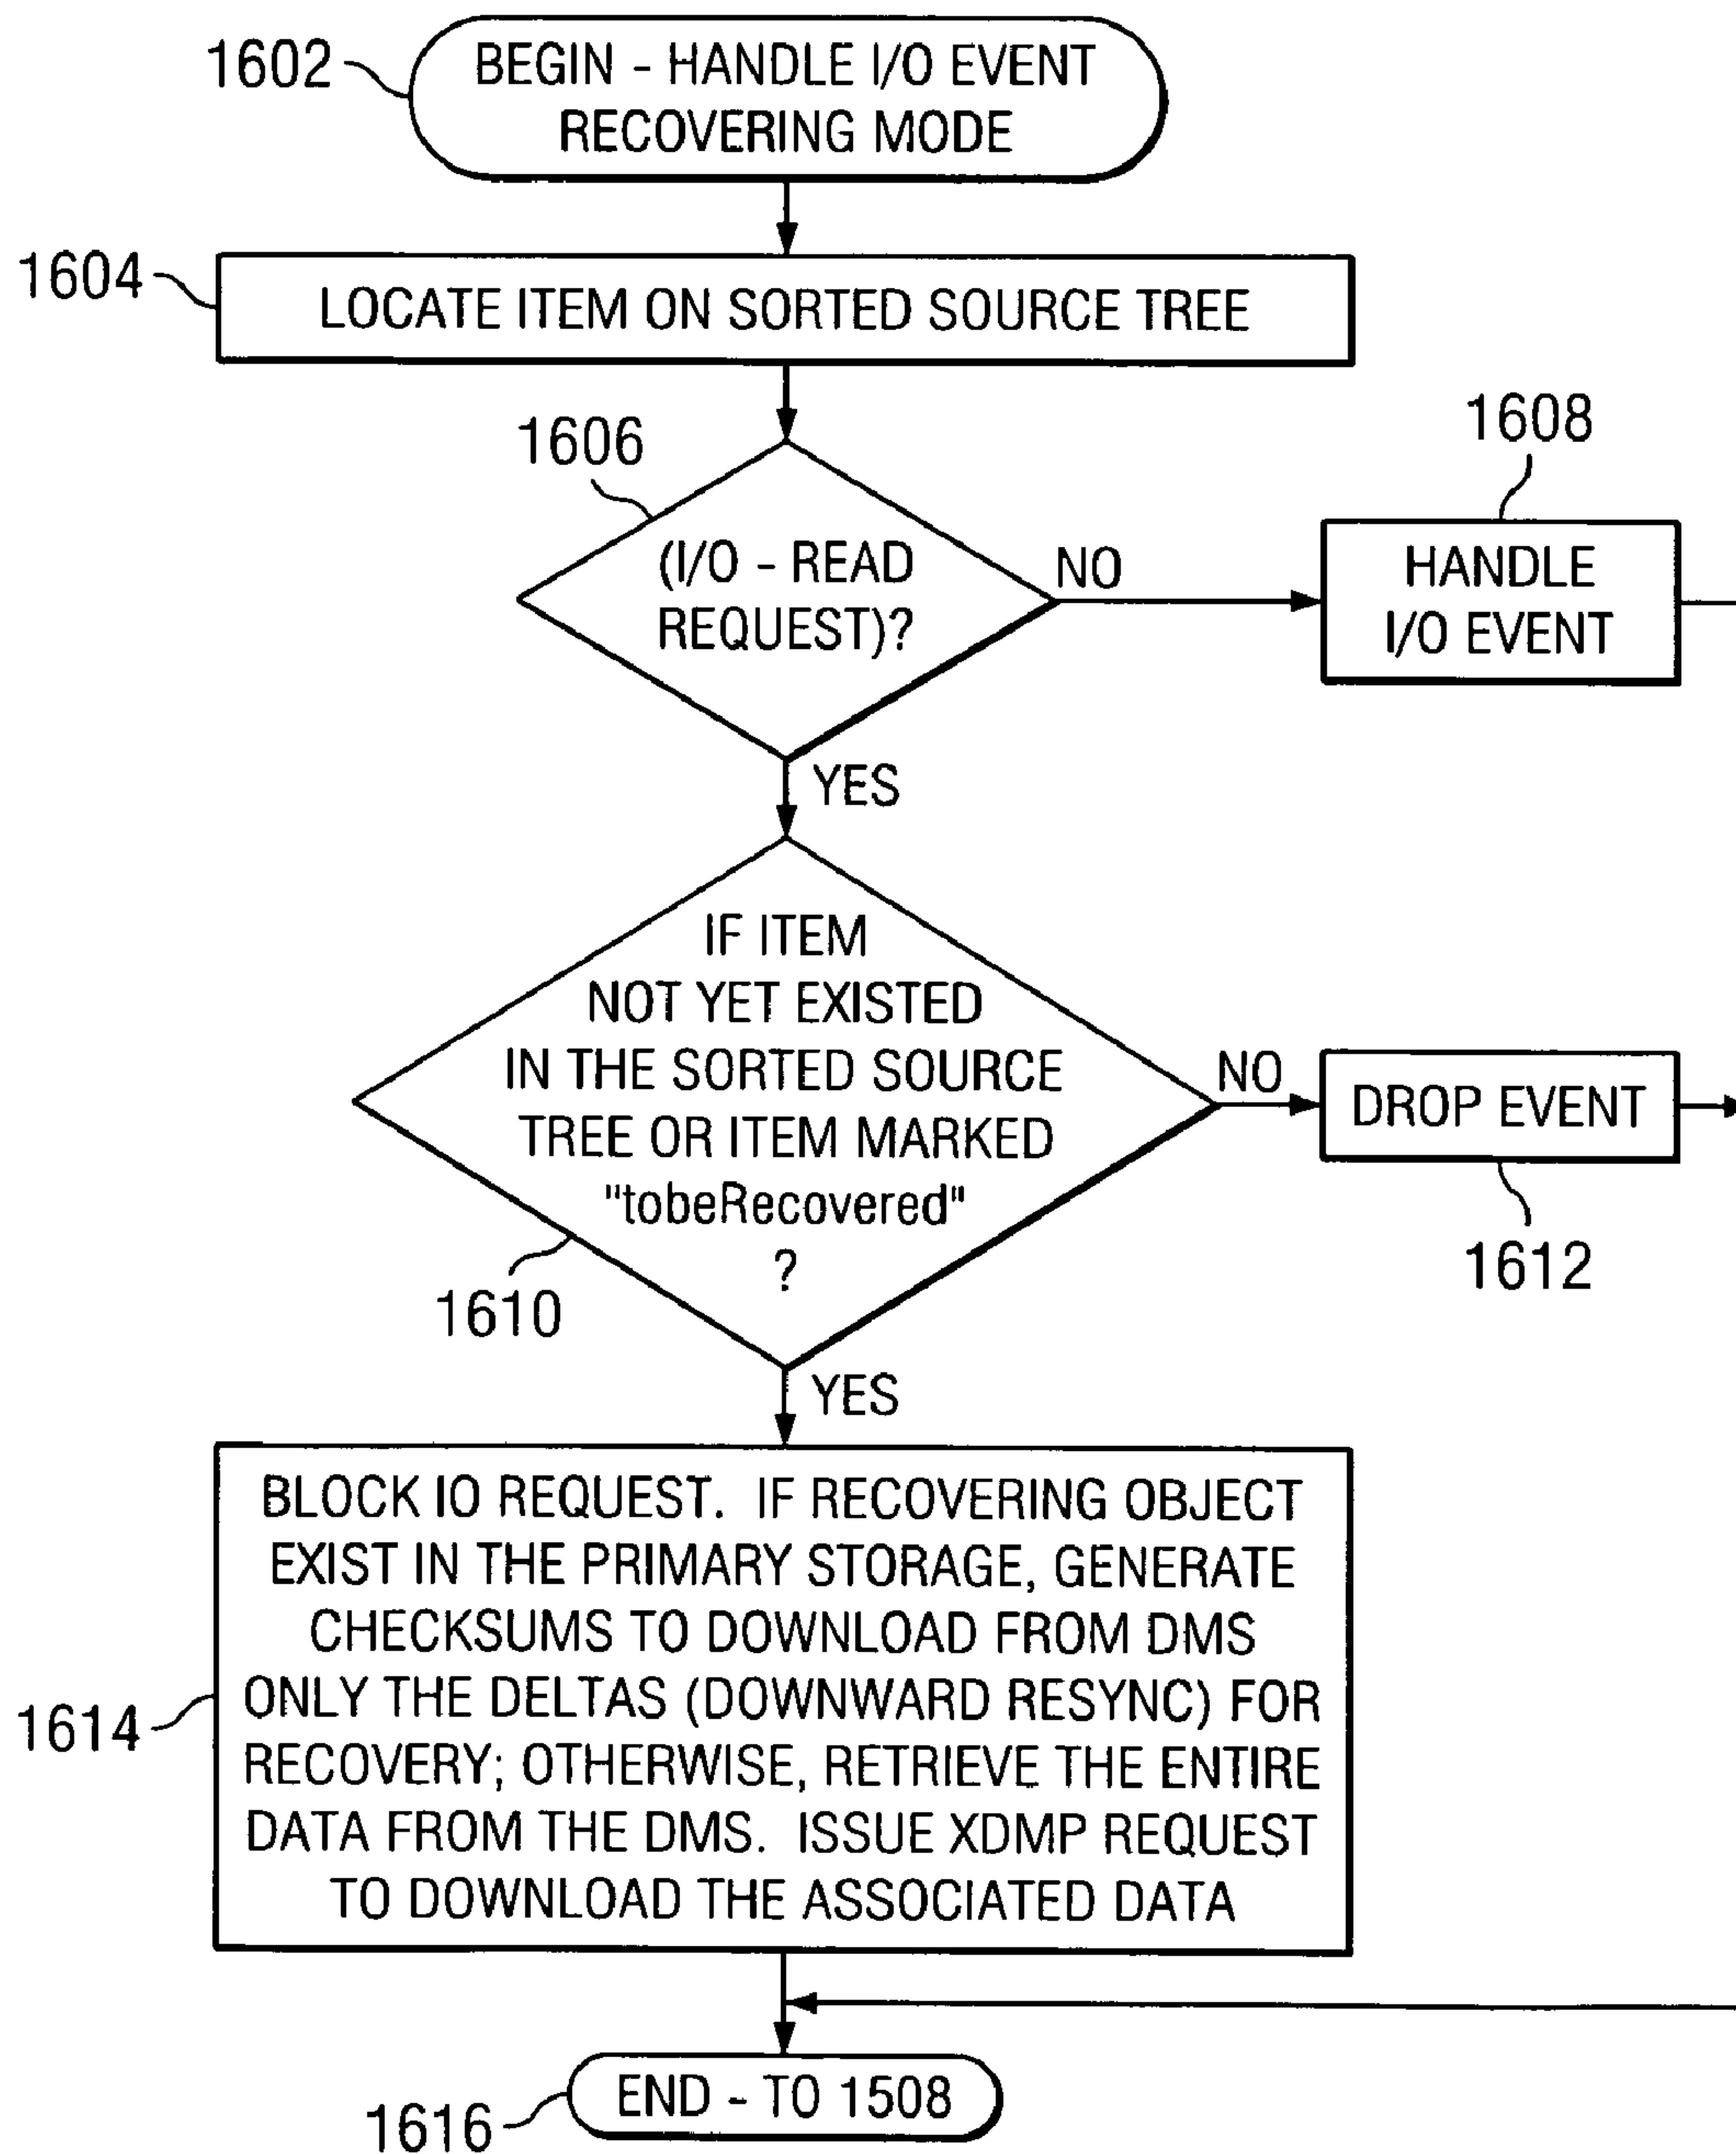 1602
BEGIN - HANDLE I/O EVENT
RECOVERING MODE
1604
LOCATE ITEM ON SORTED SOURCE TREE
1606
(I/O - READ
REQUEST)?
NO
1608
HANDLE
I/O EVENT
YES
IF ITEM
NOT YET EXISTED
IN THE SORTED SOURCE
TREE OR ITEM MARKED
"tobeRecovered"
?
1610
NO
DROP EVENT
1612
YES
1614
BLOCK IO REQUEST. IF RECOVERING OBJECT
EXIST IN THE PRIMARY STORAGE, GENERATE
CHECKSUMS TO DOWNLOAD FROM DMS
ONLY THE DELTAS (DOWNWARD RESYNC) FOR
RECOVERY; OTHERWISE, RETRIEVE THE ENTIRE
DATA FROM THE DMS. ISSUE XDMP REQUEST
TO DOWNLOAD THE ASSOCIATED DATA
END - TO 1508
1616